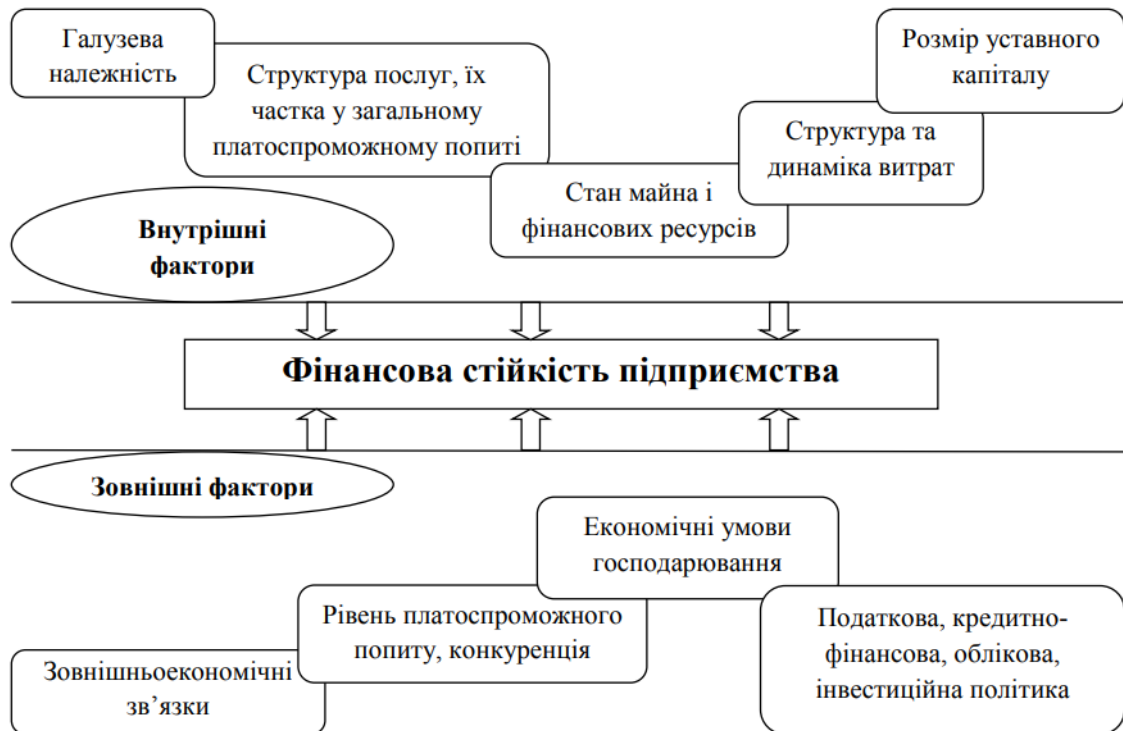 Галузева
належність
Структура послуг, їх
частка у загальному
платоспроможному попиті
Стан майна і
фінансових ресурсів
Структура та
динаміка витрат
Розмір уставного
капіталу
Внутрішні
фактори
Фінансова стійкість підприємства
Зовнішні фактори
Зовнішньоекономічні
зв’язки
Рівень платоспроможного
попиту, конкуренція
Економічні умови
господарювання
Податкова, кредитно-
фінансова, облікова,
інвестиційна політика